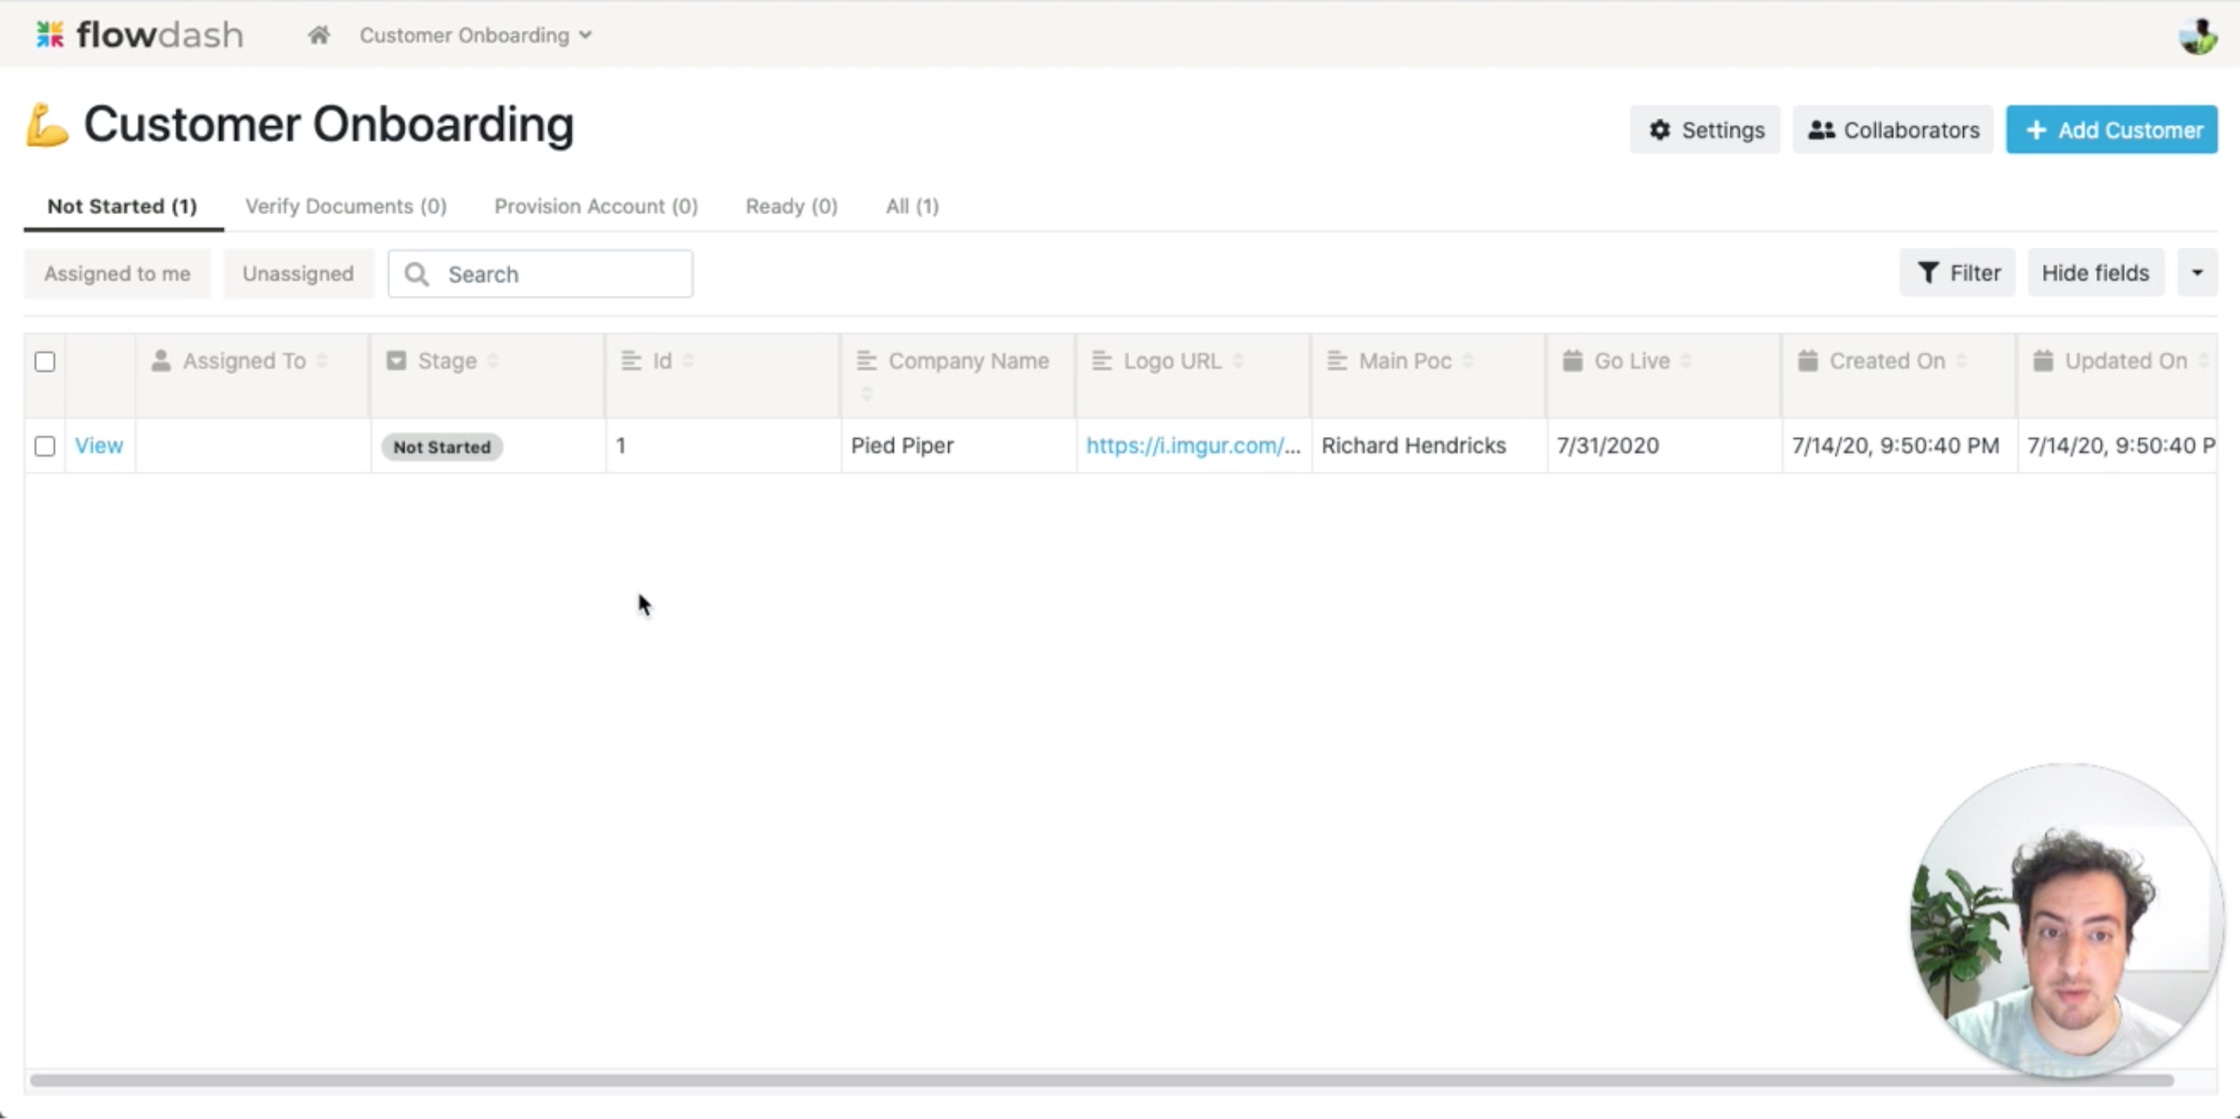 flowdash Customer Onboarding
Customer Onboarding
Settings Collaborators + Add Customer
Not Started (1) Verify Documents (0) Provision Account (0) Ready (0) All (1)
Assigned to me Unassigned Search Filter Hide fields
Assigned To Stage Id Company Name Logo URL Main Poc Go Live Created On Updated On
View Not Started 1 Pied Piper https://i.imgur.com/... Richard Hendricks 7/31/2020 7/14/20, 9:50:40 PM 7/14/20, 9:50:40 P